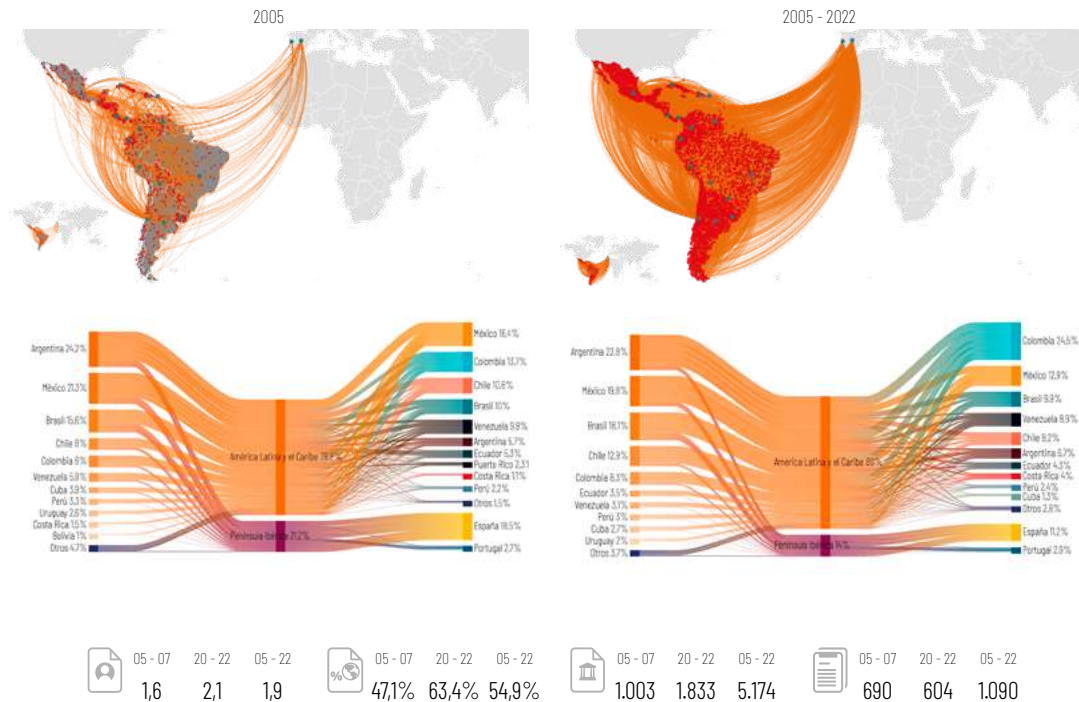 2005
2005 - 2022
Argentina 24,2%
México 21,3%
Brasil 15,6%
Chile 8%
Colombia 6%
Venezuela 5,8%
Cuba 3,9%
Perú 3,3%
Uruguay 2,6%
Costa Rica 1,5%
Bolivia 1%
Otros 4,7%
América Latina y el Caribe
Península Ibérica 21,2%
México 16,4%
Colombia 13,7%
Chile 10,6%
Brasil 10%
Venezuela 9,9%
Argentina 5,7%
Ecuador 5,3%
Puerto Rico 2,3%
Costa Rica 1,1%
Perú 2,2%
Otros 1,5%
España 18,5%
Portugal 2,7%
Argentina 22,8%
México 19,8%
Brasil 18,1%
Chile 12,9%
Colombia 8,3%
Ecuador 3,5%
Venezuela 3,1%
Perú 3%
Cuba 2,7%
Uruguay 2%
Otros 3,7%
América Latina y el Caribe
Península Ibérica 14%
Colombia 24,5%
México 12,9%
Brasil 9,9%
Venezuela 8,9%
Chile 8,2%
Argentina 6,7%
Ecuador 4,3%
Costa Rica 4%
Perú 2,4%
Cuba 1,3%
Otros 2,8%
España 11,2%
Portugal 2,8%
05 - 07 20 - 22 05 - 22
1,6 2,1 1,9
%
05 - 07 20 - 22 05 - 22
47,1% 63,4% 54,9%
05 - 07 20 - 22 05 - 22
1.003 1.833 5.174
05 - 07 20 - 22 05 - 22
690 604 1.090